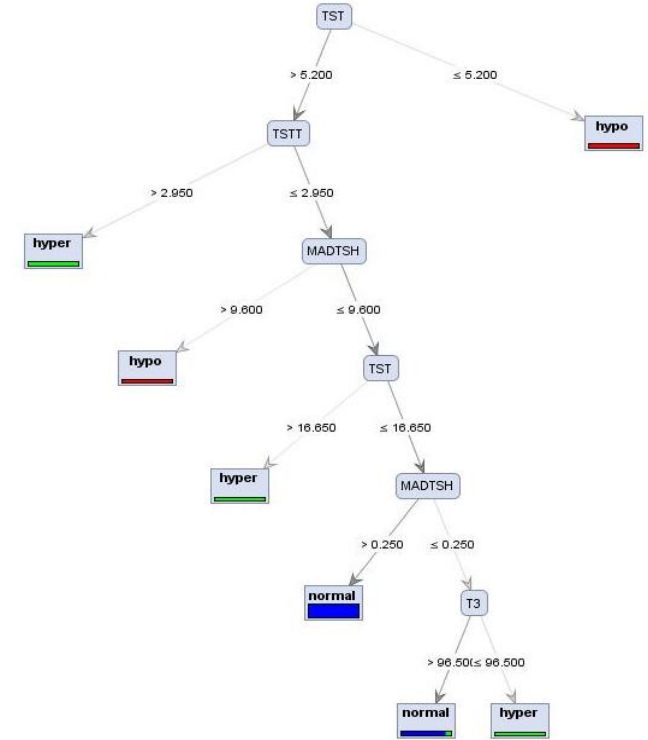 TST
> 5.200 ≤ 5.200
TSTT hypo
> 2.950 ≤ 2.950
hyper MADTSH
> 9.600 ≤ 9.600
hypo TST
> 16.650 ≤ 16.650
hyper MADTSH
> 0.250 ≤ 0.250
normal T3
> 96.50( ≤ 96.500
normal hyper